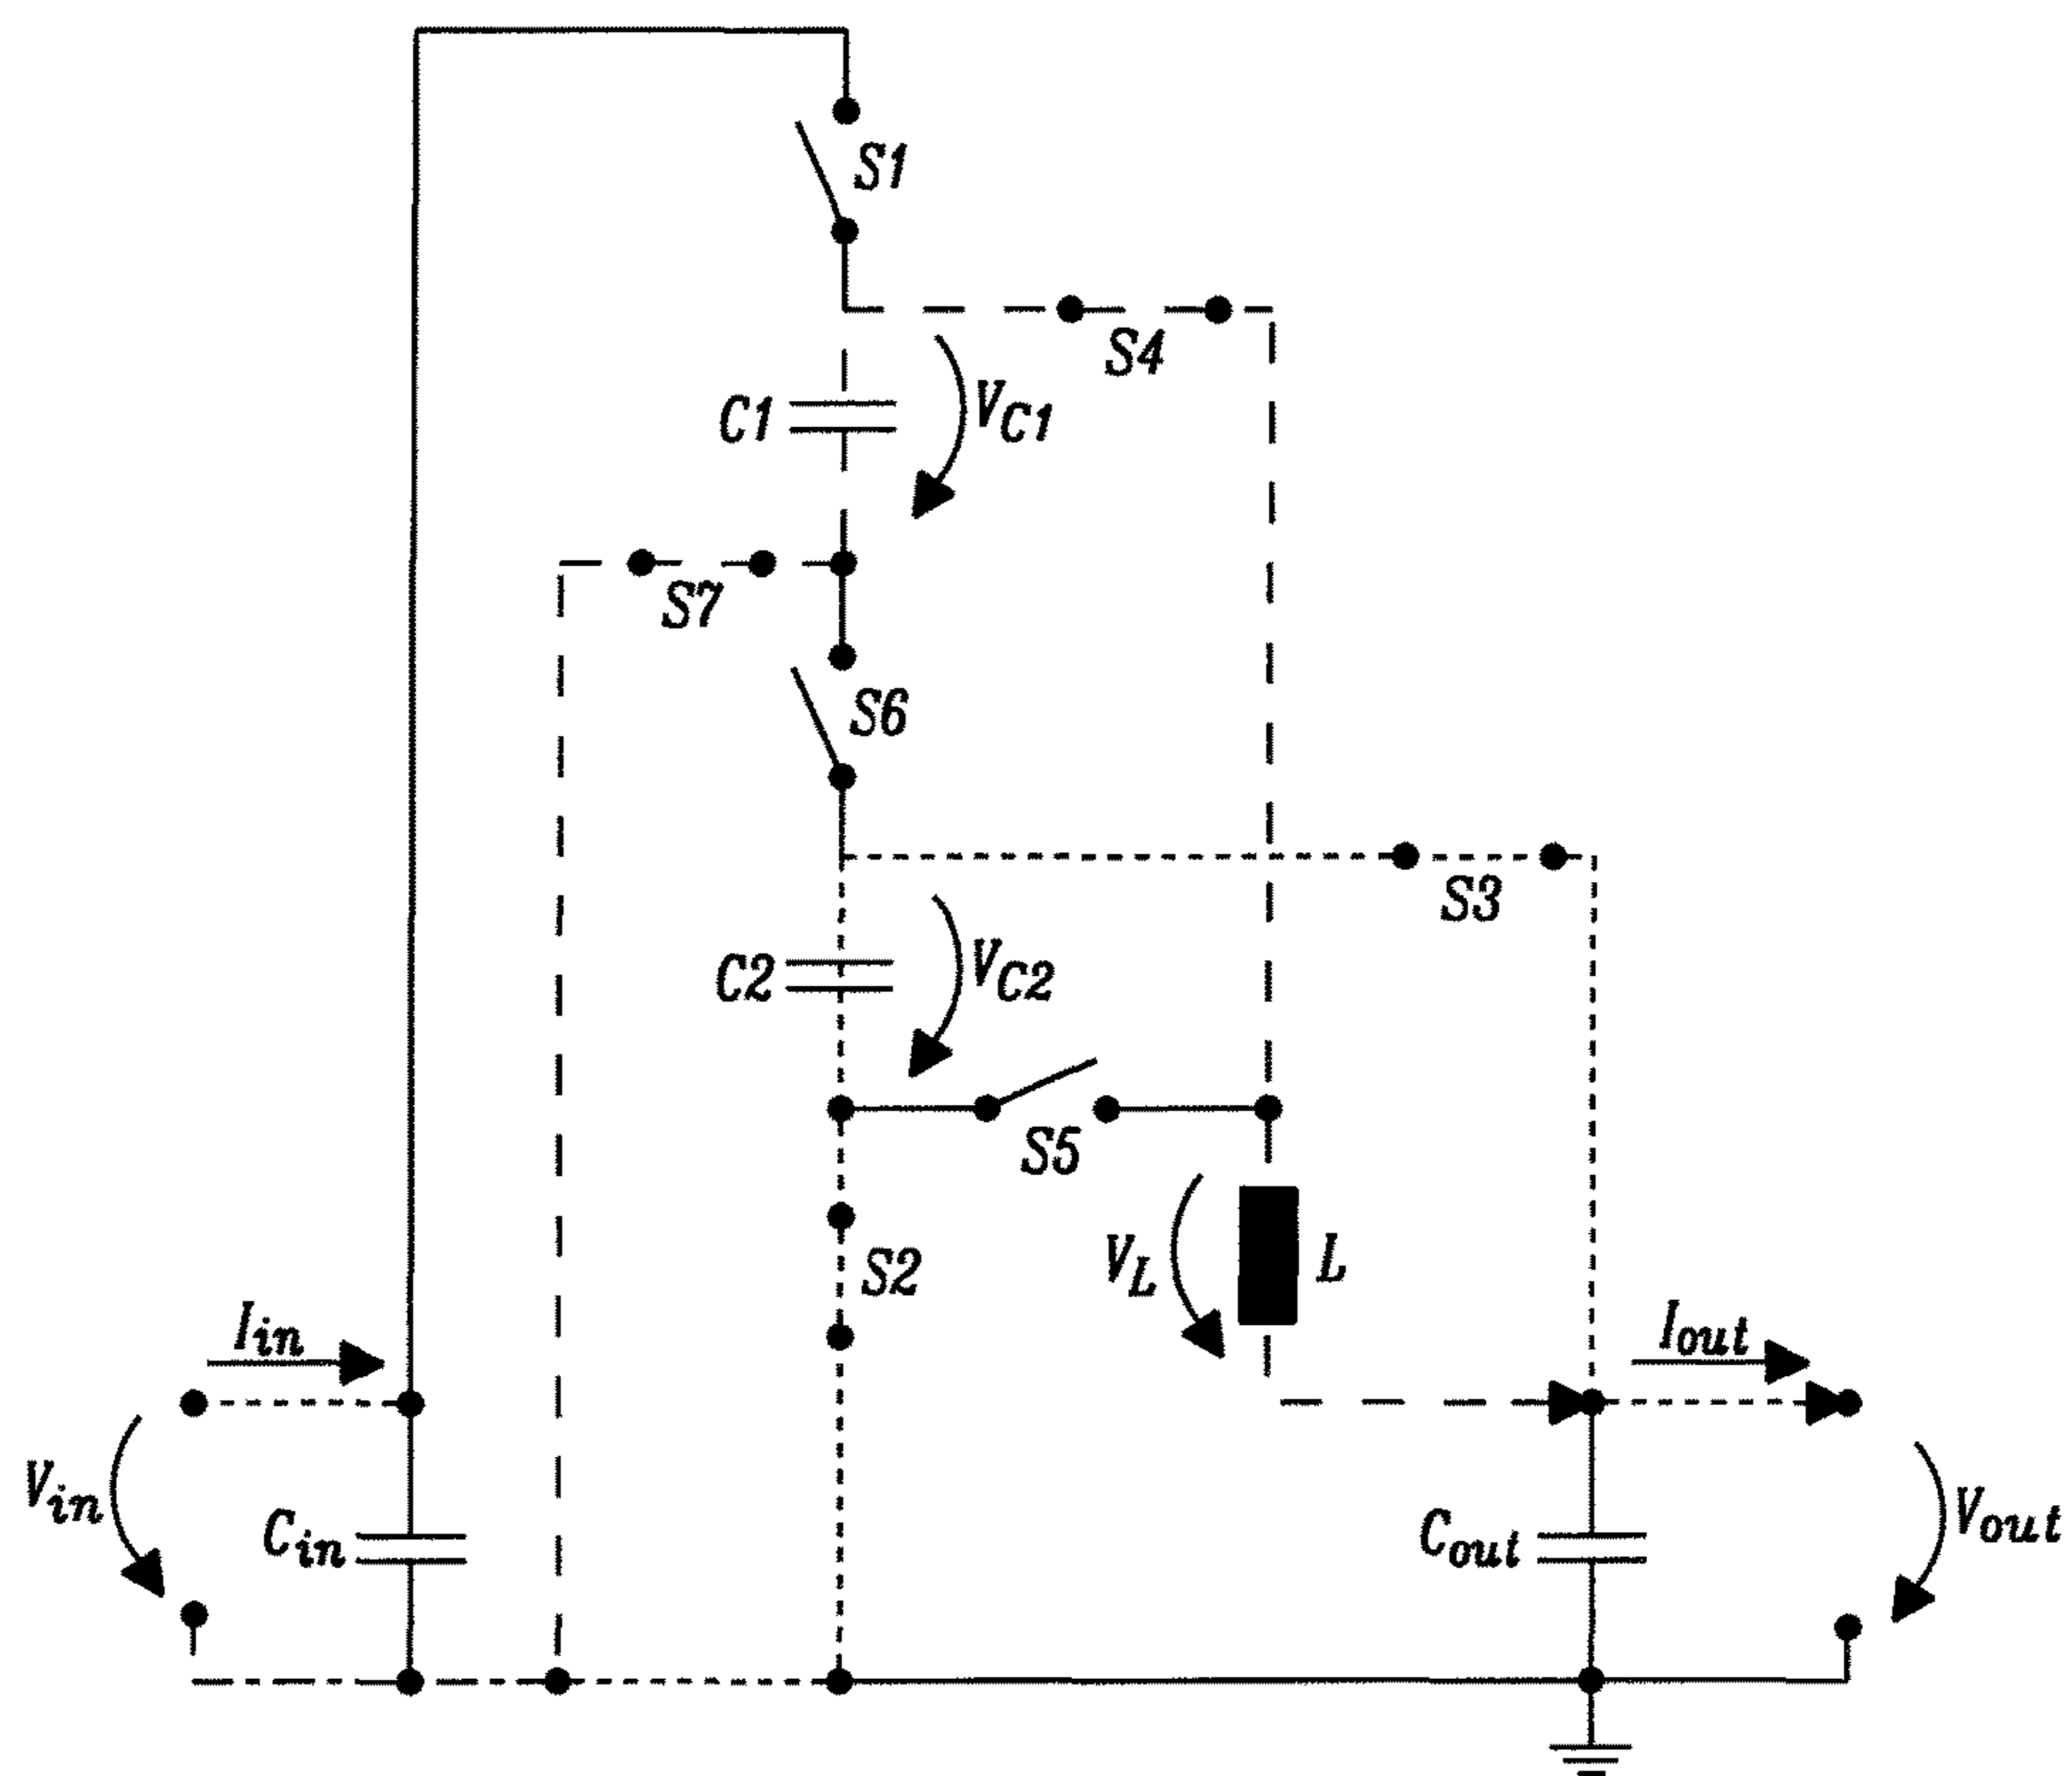 S1
S4
C1
VC1
S7
S6
S3
C2
VC2
S5
S2
VL
L
Iin
Iout
Vin
Cin
Cout
Vout